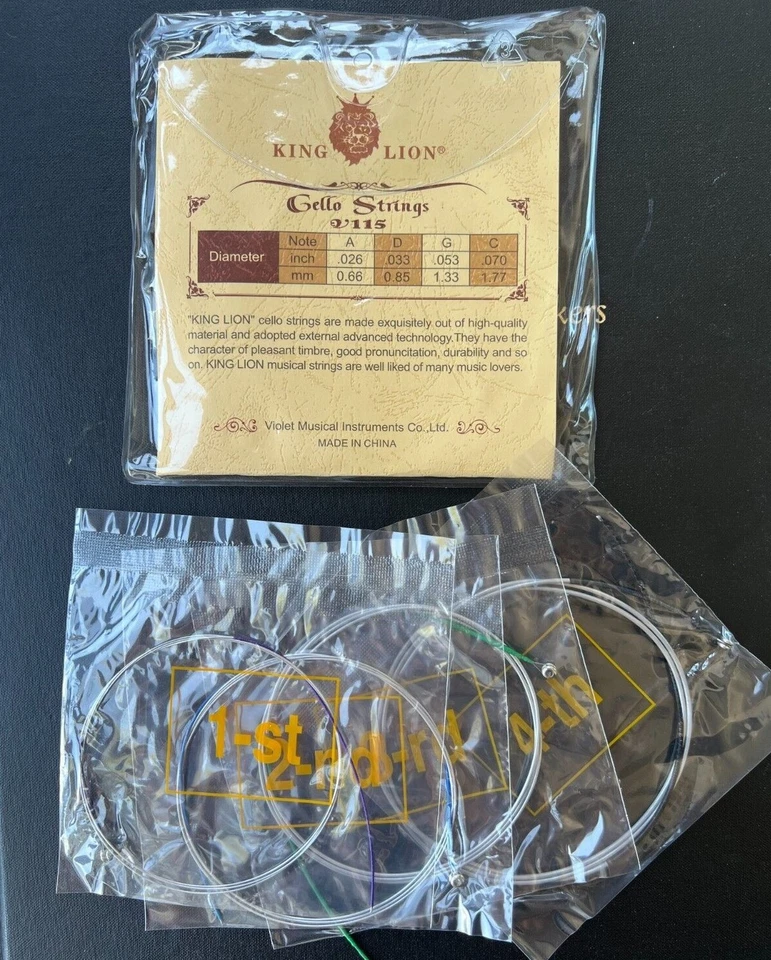 KING LION®
Cello Strings
V115
Diameter
Note A D G C
inch .026 .033 .053 .070
mm 0.66 0.85 1.33 1.77
"KING LION" cello strings are made exquisitely out of high-quality
material and adopted external advanced technology.They have the
character of pleasant timbre, good pronuncitation, durability and so
on. KING LION musical strings are well liked of many music lovers.
Violet Musical Instruments Co.,Ltd.
MADE IN CHINA
1-st
2-nd
3-rd
4-th